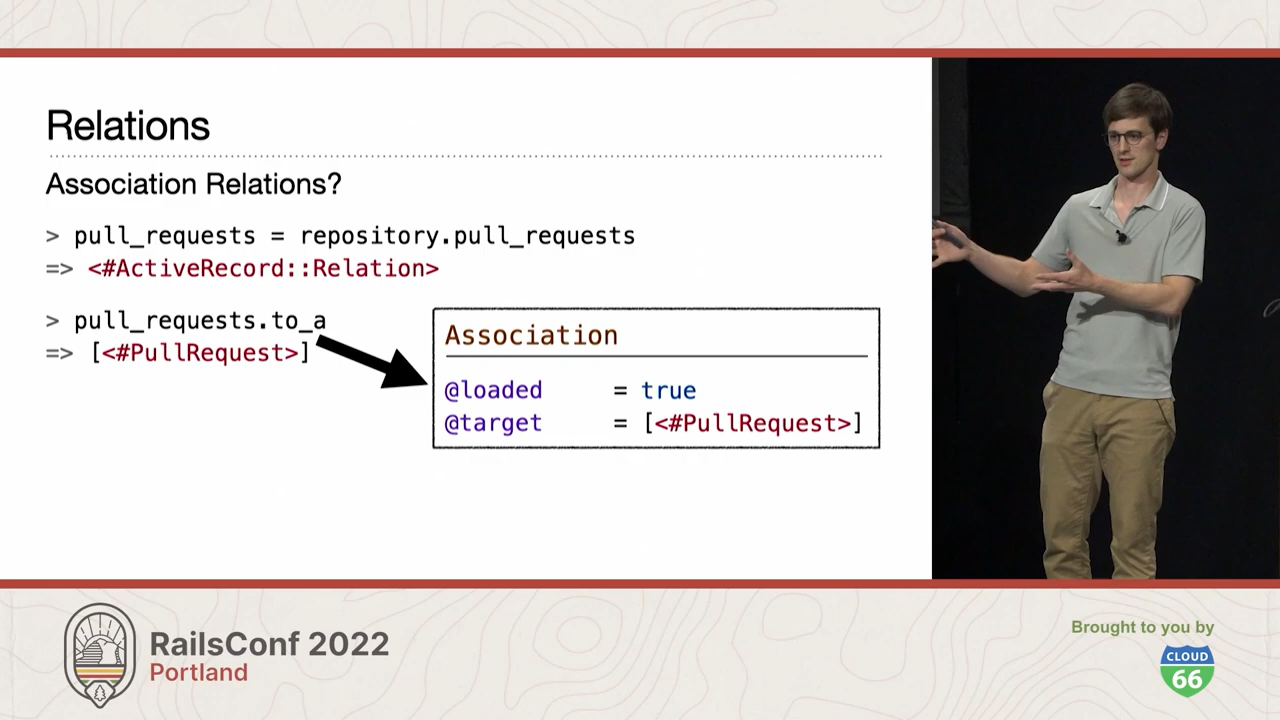 Relations
Association Relations?
> pull_requests = repository.pull_requests
=> <#ActiveRecord::Relation>
> pull_requests.to_a
=> [<#PullRequest>]
Association
@loaded = true
@target = [<#PullRequest>]
RailsConf 2022
Portland
Brought to you by
CLOUD
66